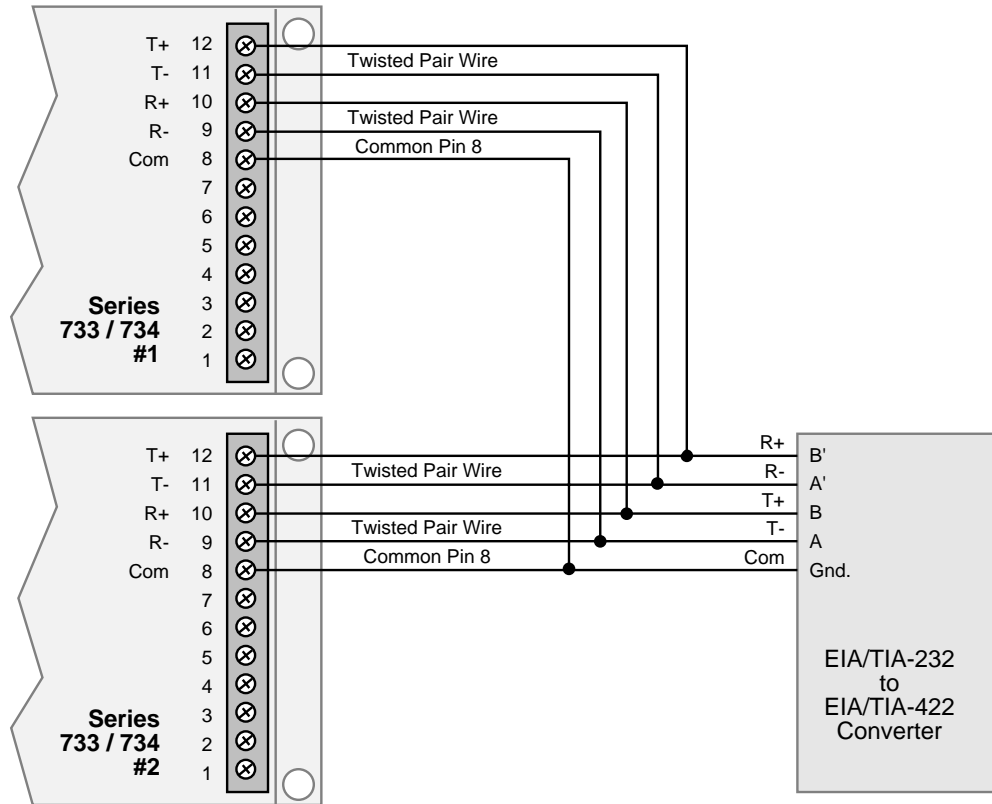 T+ 12
Twisted Pair Wire
T- 11
R+ 10
Twisted Pair Wire
R- 9
Common Pin 8
Com 8
7
6
5
4
3
2
1
Series
733 / 734
#1
T+ 12
R+ B'
Twisted Pair Wire
T- 11
R- A'
R+ 10
T+ B
Twisted Pair Wire
R- 9
T- A
Common Pin 8
Com 8
Com Gnd.
7
6
5
4
3
2
1
Series
733 / 734
#2
EIA/TIA-232
to
EIA/TIA-422
Converter